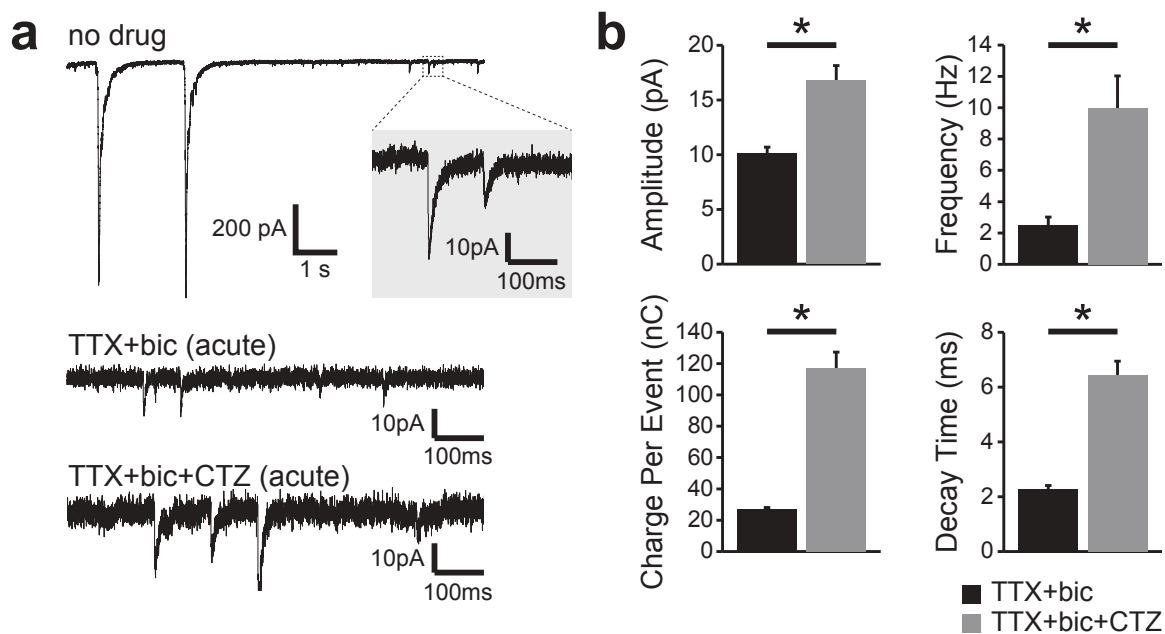 a
no drug
200 pA
1 s
10pA
100ms
TTX+bic (acute)
10pA
100ms
TTX+bic+CTZ (acute)
10pA
100ms
b
*
Amplitude (pA)
20
15
10
5
0
*
Frequency (Hz)
14
12
10
8
6
4
2
0
*
Charge Per Event (nC)
140
120
100
80
60
40
20
0
*
Decay Time (ms)
8
6
4
2
0
TTX+bic
TTX+bic+CTZ